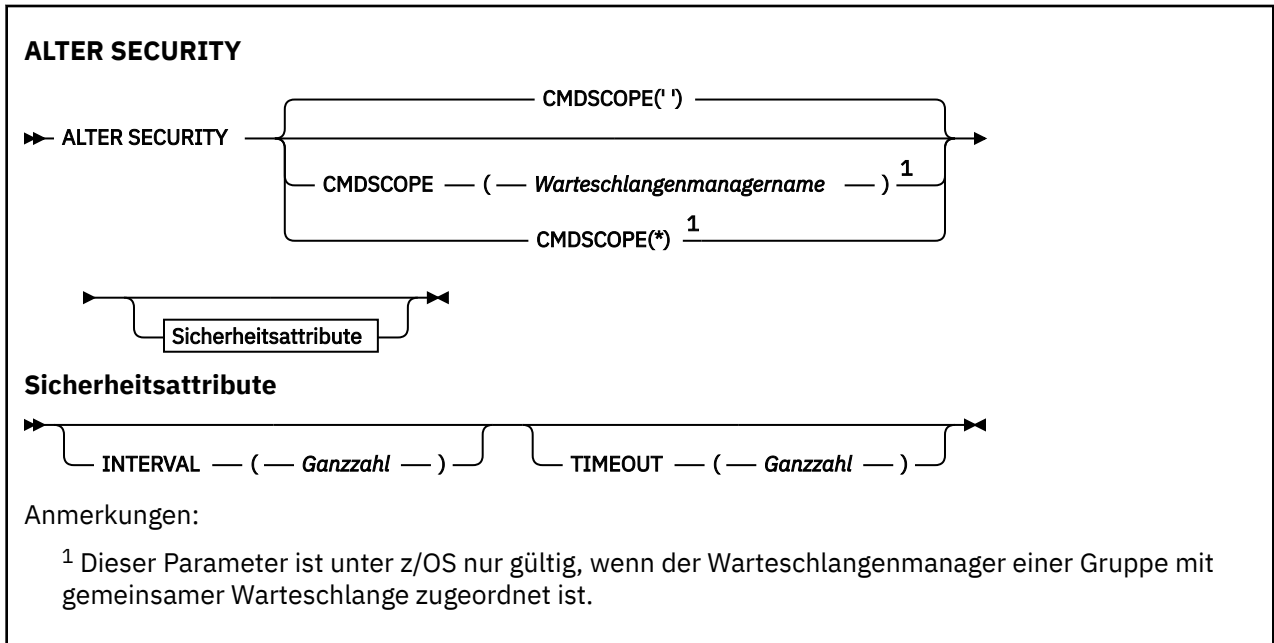 ALTER SECURITY
CMDSCOPE(' ')
ALTER SECURITY
CMDSCOPE ( Warteschlangenmanagername ) 1
CMDSCOPE(*) 1
Sicherheitsattribute
Sicherheitsattribute
INTERVAL ( Ganzzahl ) TIMEOUT ( Ganzzahl )
Anmerkungen:
1 Dieser Parameter ist unter z/OS nur gültig, wenn der Warteschlangenmanager einer Gruppe mit
gemeinsamer Warteschlange zugeordnet ist.